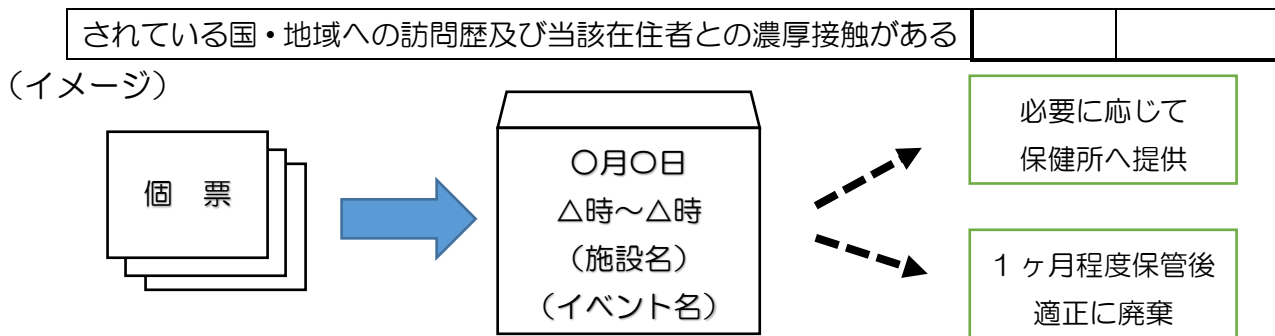 されている国・地域への訪問歴及び当該在住者との濃厚接触がある
（イメージ）
個　票
〇月〇日
△時～△時
（施設名）
（イベント名）
必要に応じて
保健所へ提供
１ヶ月程度保管後
適正に廃棄